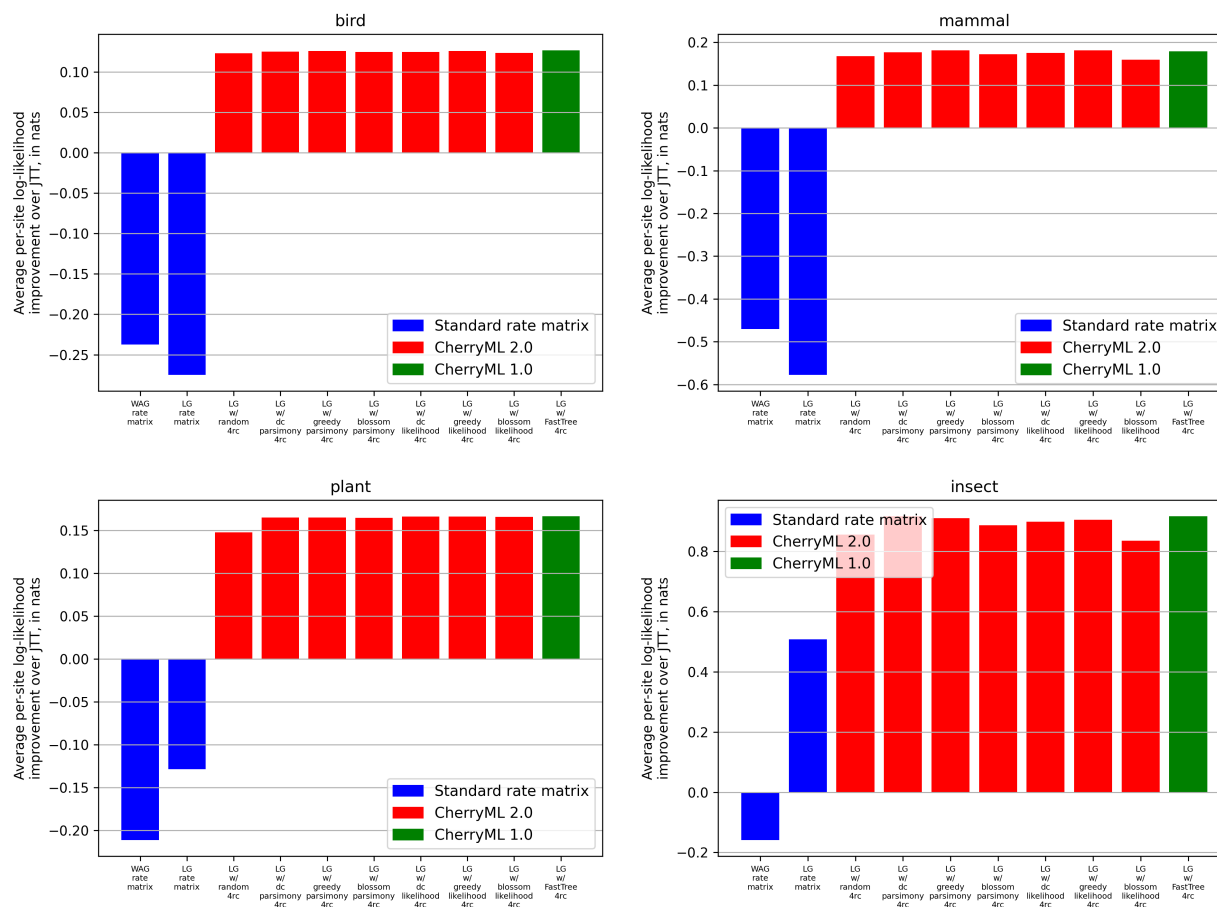 bird
Average per-site log-likelihood
improvement over JTT, in nats
0.10
0.05
0.00
−0.05
−0.10
−0.15
−0.20
−0.25
Standard rate matrix
CherryML 2.0
CherryML 1.0
WAG
rate
matrix
LG
rate
matrix
LG
w/
random
4rc
LG
w/
dc
parsimony
4rc
LG
w/
greedy
parsimony
4rc
LG
w/
blossom
parsimony
4rc
LG
w/
dc
likelihood
4rc
LG
w/
greedy
likelihood
4rc
LG
w/
blossom
likelihood
4rc
LG
w/
FastTree
4rc
mammal
Average per-site log-likelihood
improvement over JTT, in nats
0.2
0.1
0.0
−0.1
−0.2
−0.3
−0.4
−0.5
−0.6
Standard rate matrix
CherryML 2.0
CherryML 1.0
WAG
rate
matrix
LG
rate
matrix
LG
w/
random
4rc
LG
w/
dc
parsimony
4rc
LG
w/
greedy
parsimony
4rc
LG
w/
blossom
parsimony
4rc
LG
w/
dc
likelihood
4rc
LG
w/
greedy
likelihood
4rc
LG
w/
blossom
likelihood
4rc
LG
w/
FastTree
4rc
plant
Average per-site log-likelihood
improvement over JTT, in nats
0.15
0.10
0.05
0.00
−0.05
−0.10
−0.15
−0.20
Standard rate matrix
CherryML 2.0
CherryML 1.0
WAG
rate
matrix
LG
rate
matrix
LG
w/
random
4rc
LG
w/
dc
parsimony
4rc
LG
w/
greedy
parsimony
4rc
LG
w/
blossom
parsimony
4rc
LG
w/
dc
likelihood
4rc
LG
w/
greedy
likelihood
4rc
LG
w/
blossom
likelihood
4rc
LG
w/
FastTree
4rc
insect
Average per-site log-likelihood
improvement over JTT, in nats
Standard rate matrix
CherryML 2.0
CherryML 1.0
0.8
0.6
0.4
0.2
0.0
−0.2
WAG
rate
matrix
LG
rate
matrix
LG
w/
random
4rc
LG
w/
dc
parsimony
4rc
LG
w/
greedy
parsimony
4rc
LG
w/
blossom
parsimony
4rc
LG
w/
dc
likelihood
4rc
LG
w/
greedy
likelihood
4rc
LG
w/
blossom
likelihood
4rc
LG
w/
FastTree
4rc